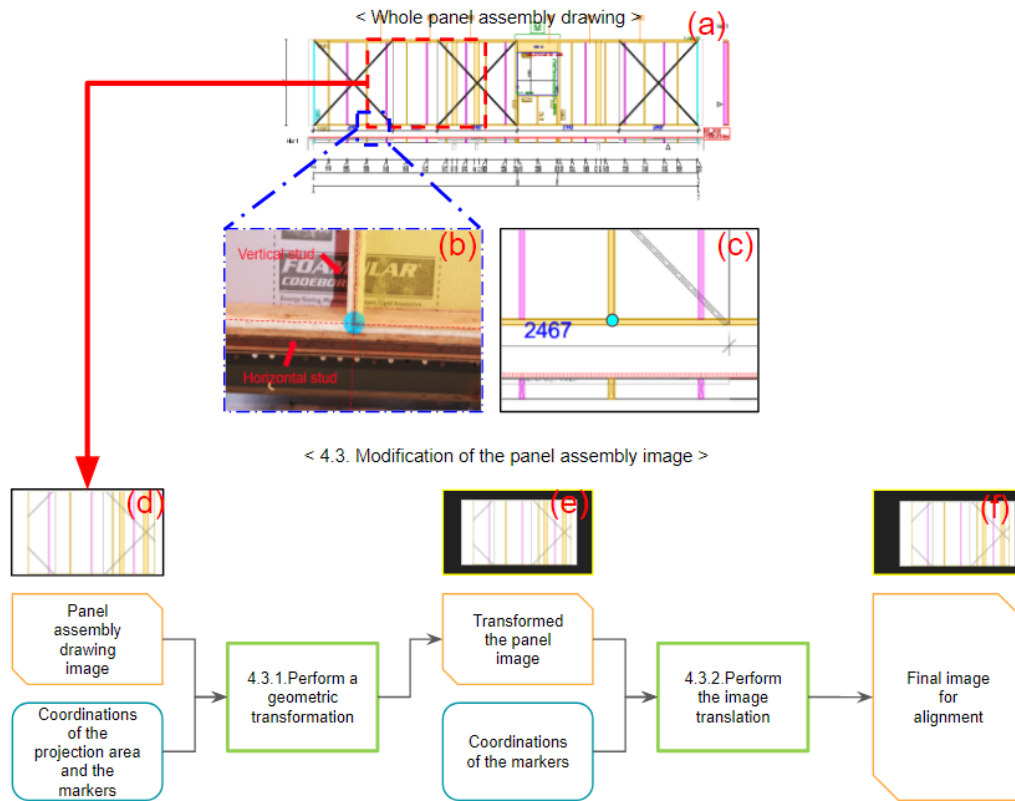 < Whole panel assembly drawing >
(a)
M
(b)
Vertical stud
FOAMULAR
CODEBOR
Horizontal stud
(c)
2467
< 4.3. Modification of the panel assembly image >
(d)
(e)
(f)
Panel
assembly
drawing
image
Coordinations
of the
projection area
and the
markers
4.3.1.Perform a
geometric
transformation
Transformed
the panel
image
Coordinations
of the markers
4.3.2.Perform
the image
translation
Final image
for
alignment